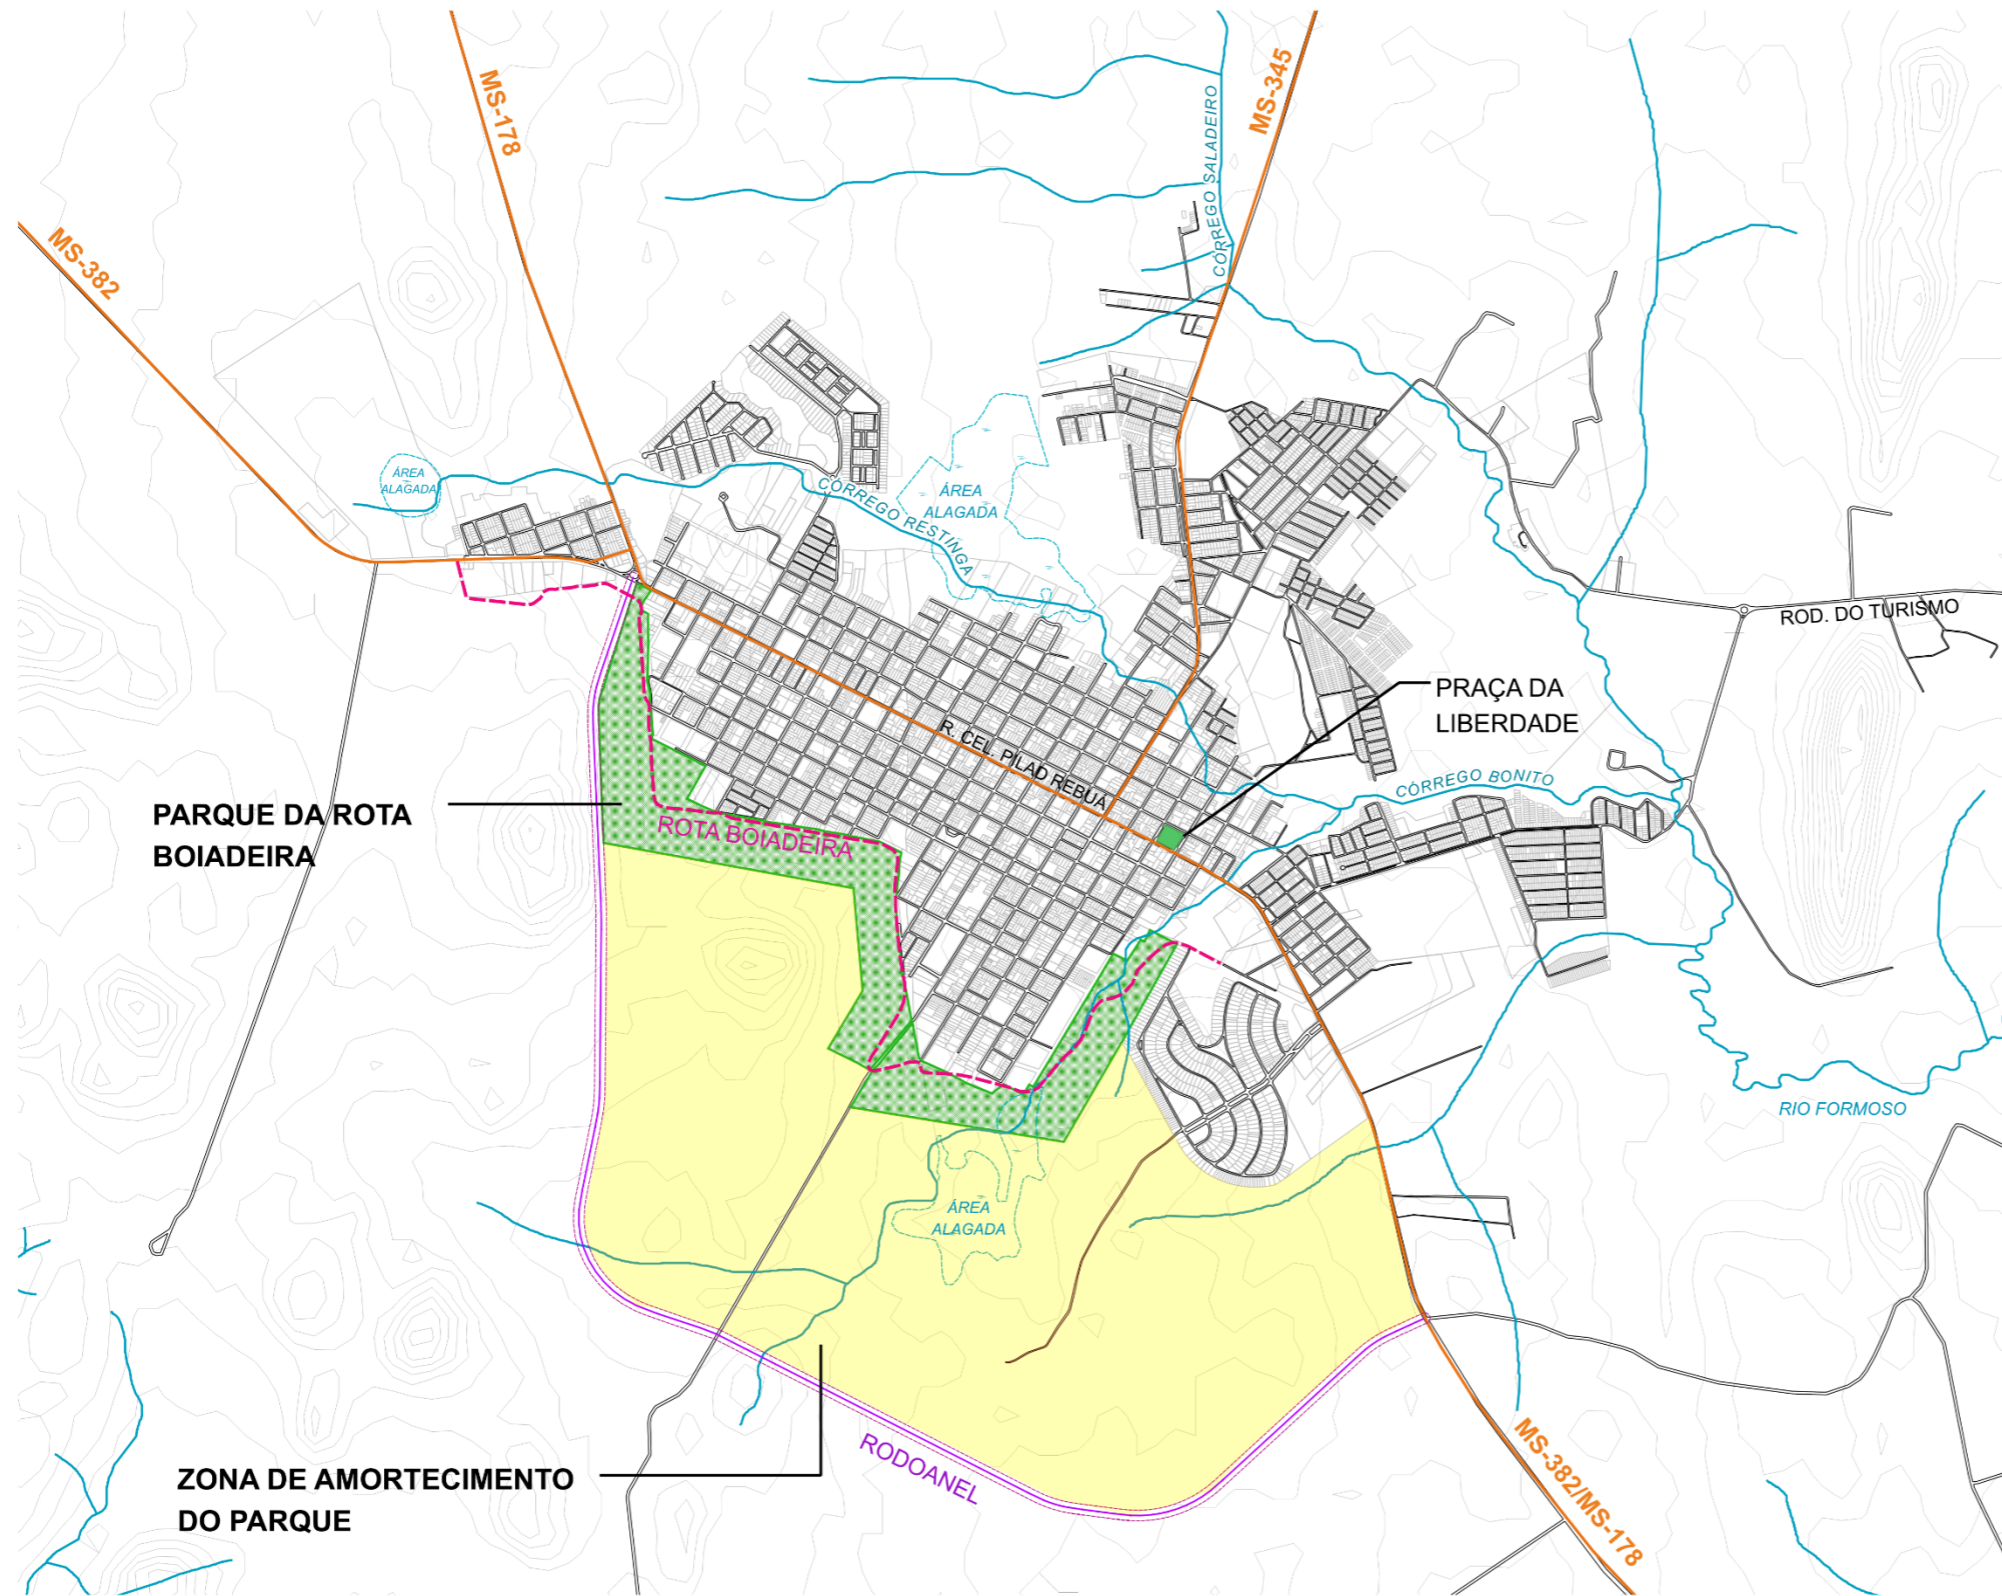 MS-178
MS-345
CÓRREGO SALADEIRO
MS-382
ÁREA
ALAGADA
CÓRREGO RESTINGA
ÁREA
ALAGADA
ROD. DO TURISMO
PRAÇA DA
LIBERDADE
R. CEL. PILAD REBUÁ
CÓRREGO BONITO
PARQUE DA ROTA
BOIADEIRA
ROTA BOIADEIRA
RIO FORMOSO
ÁREA
ALAGADA
RODOANEL
MS-382/MS-178
ZONA DE AMORTECIMENTO
DO PARQUE